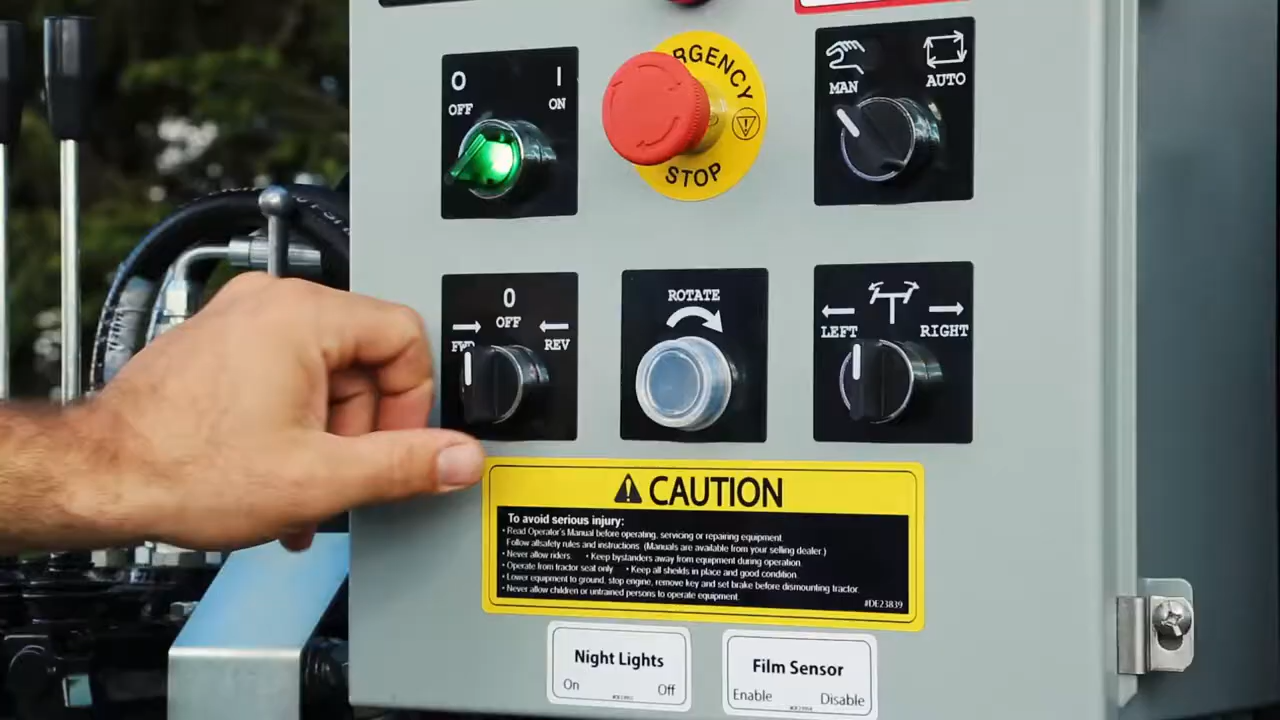 O I
OFF ON
RGENCY
STOP
MAN AUTO
0
OFF
FWD REV
ROTATE
LEFT RIGHT
CAUTION
To avoid serious injury:
• Read Operator's Manual before operating, servicing or repairing equipment.
Follow allsafety rules and instructions. (Manuals are available from your selling dealer.)
• Never allow riders. • Keep bystanders away from equipment during operation.
• Operate from tractor seat only • Keep all sheilds in place and good condition.
• Lower equipment to ground, stop engine, remove key and set brake before dismounting tractor.
• Never allow children or untrained persons to operate equipment.
#DE23839
Night Lights
On Off
Film Sensor
Enable Disable